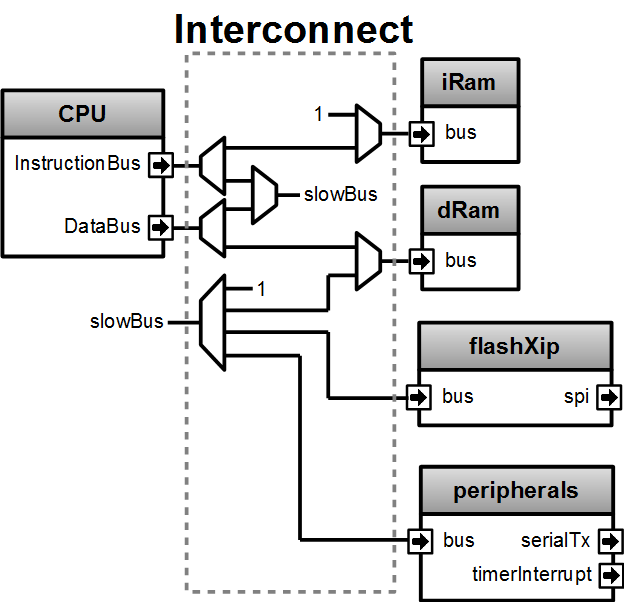 Interconnect
CPU
InstructionBus
DataBus
1
slowBus
1
slowBus
iRam
bus
dRam
bus
flashXip
bus spi
peripherals
bus serialTx
timerInterrupt